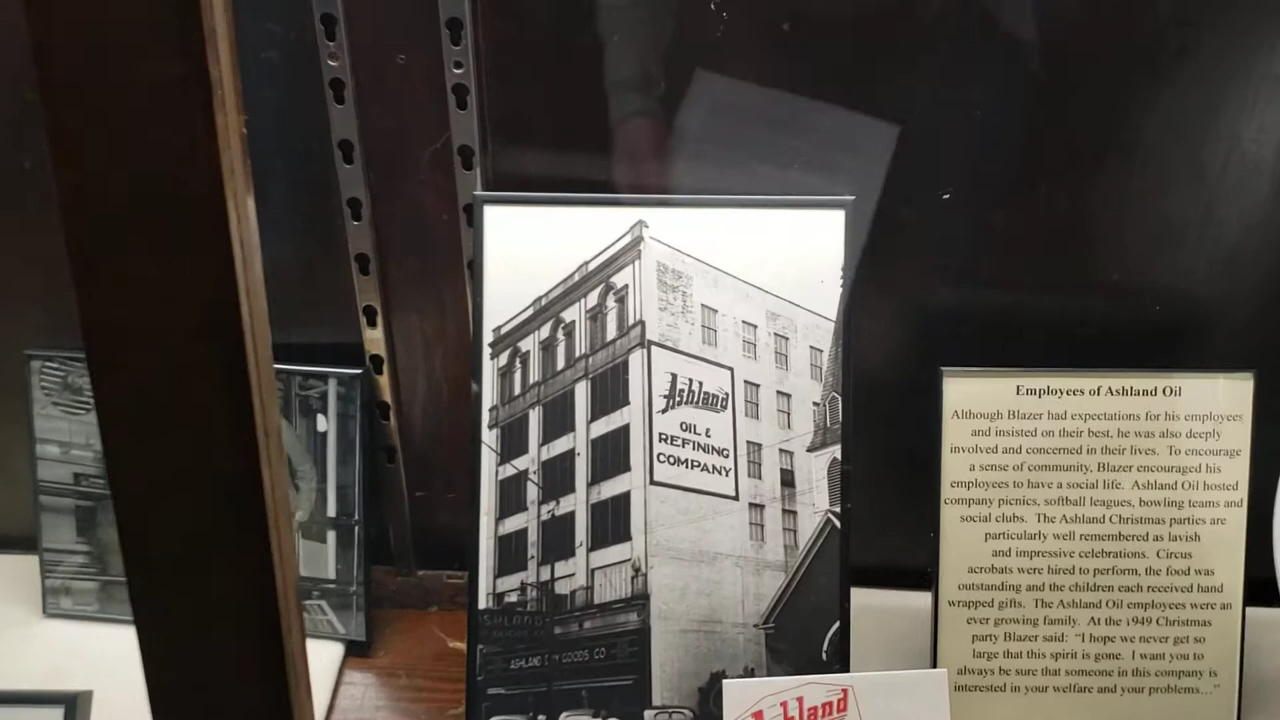 Ashland
OIL &
REFINING
COMPANY
ASHLAND
ASHLAND DRY GOODS CO
Ashland
Employees of Ashland Oil
Although Blazer had expectations for his employees
and insisted on their best, he was also deeply
involved and concerned in their lives. To encourage
a sense of community, Blazer encouraged his
employees to have a social life. Ashland Oil hosted
company picnics, softball leagues, bowling teams and
social clubs. The Ashland Christmas parties are
particularly well remembered as lavish
and impressive celebrations. Circus
acrobats were hired to perform, the food was
outstanding and the children each received hand
wrapped gifts. The Ashland Oil employees were an
ever growing family. At the 1949 Christmas
party Blazer said: “I hope we never get so
large that this spirit is gone. I want you to
always be sure that someone in this company is
interested in your welfare and your problems…”